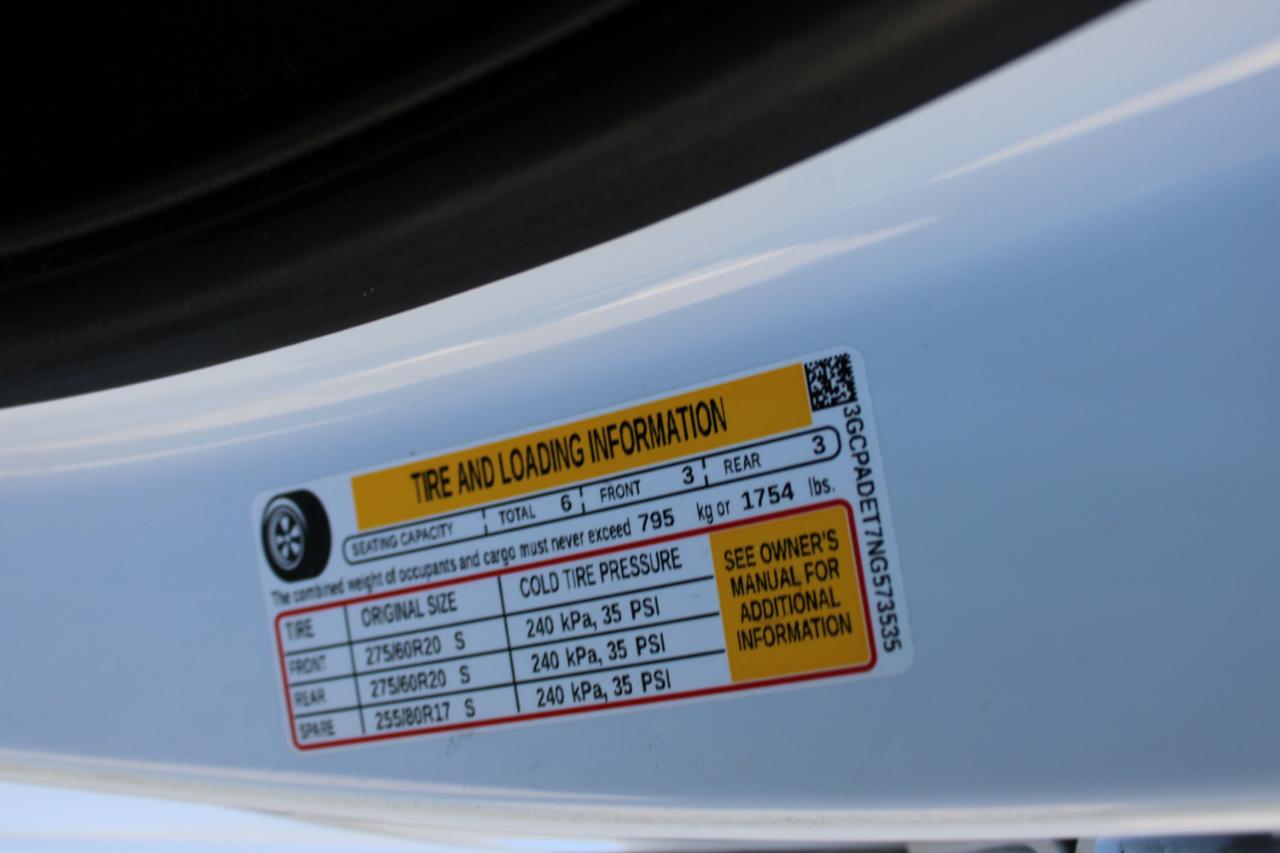 TIRE AND LOADING INFORMATION
SEATING CAPACITY TOTAL 6 FRONT 3 REAR 3
The combined weight of occupants and cargo must never exceed 795 kg or 1754 lbs.
TIRE ORIGINAL SIZE COLD TIRE PRESSURE
FRONT 275/60R20 S 240 kPa, 35 PSI
REAR 275/60R20 S 240 kPa, 35 PSI
SPARE 255/80R17 S 240 kPa, 35 PSI
SEE OWNER'S
MANUAL FOR
ADDITIONAL
INFORMATION
3GCPADET7NG573535